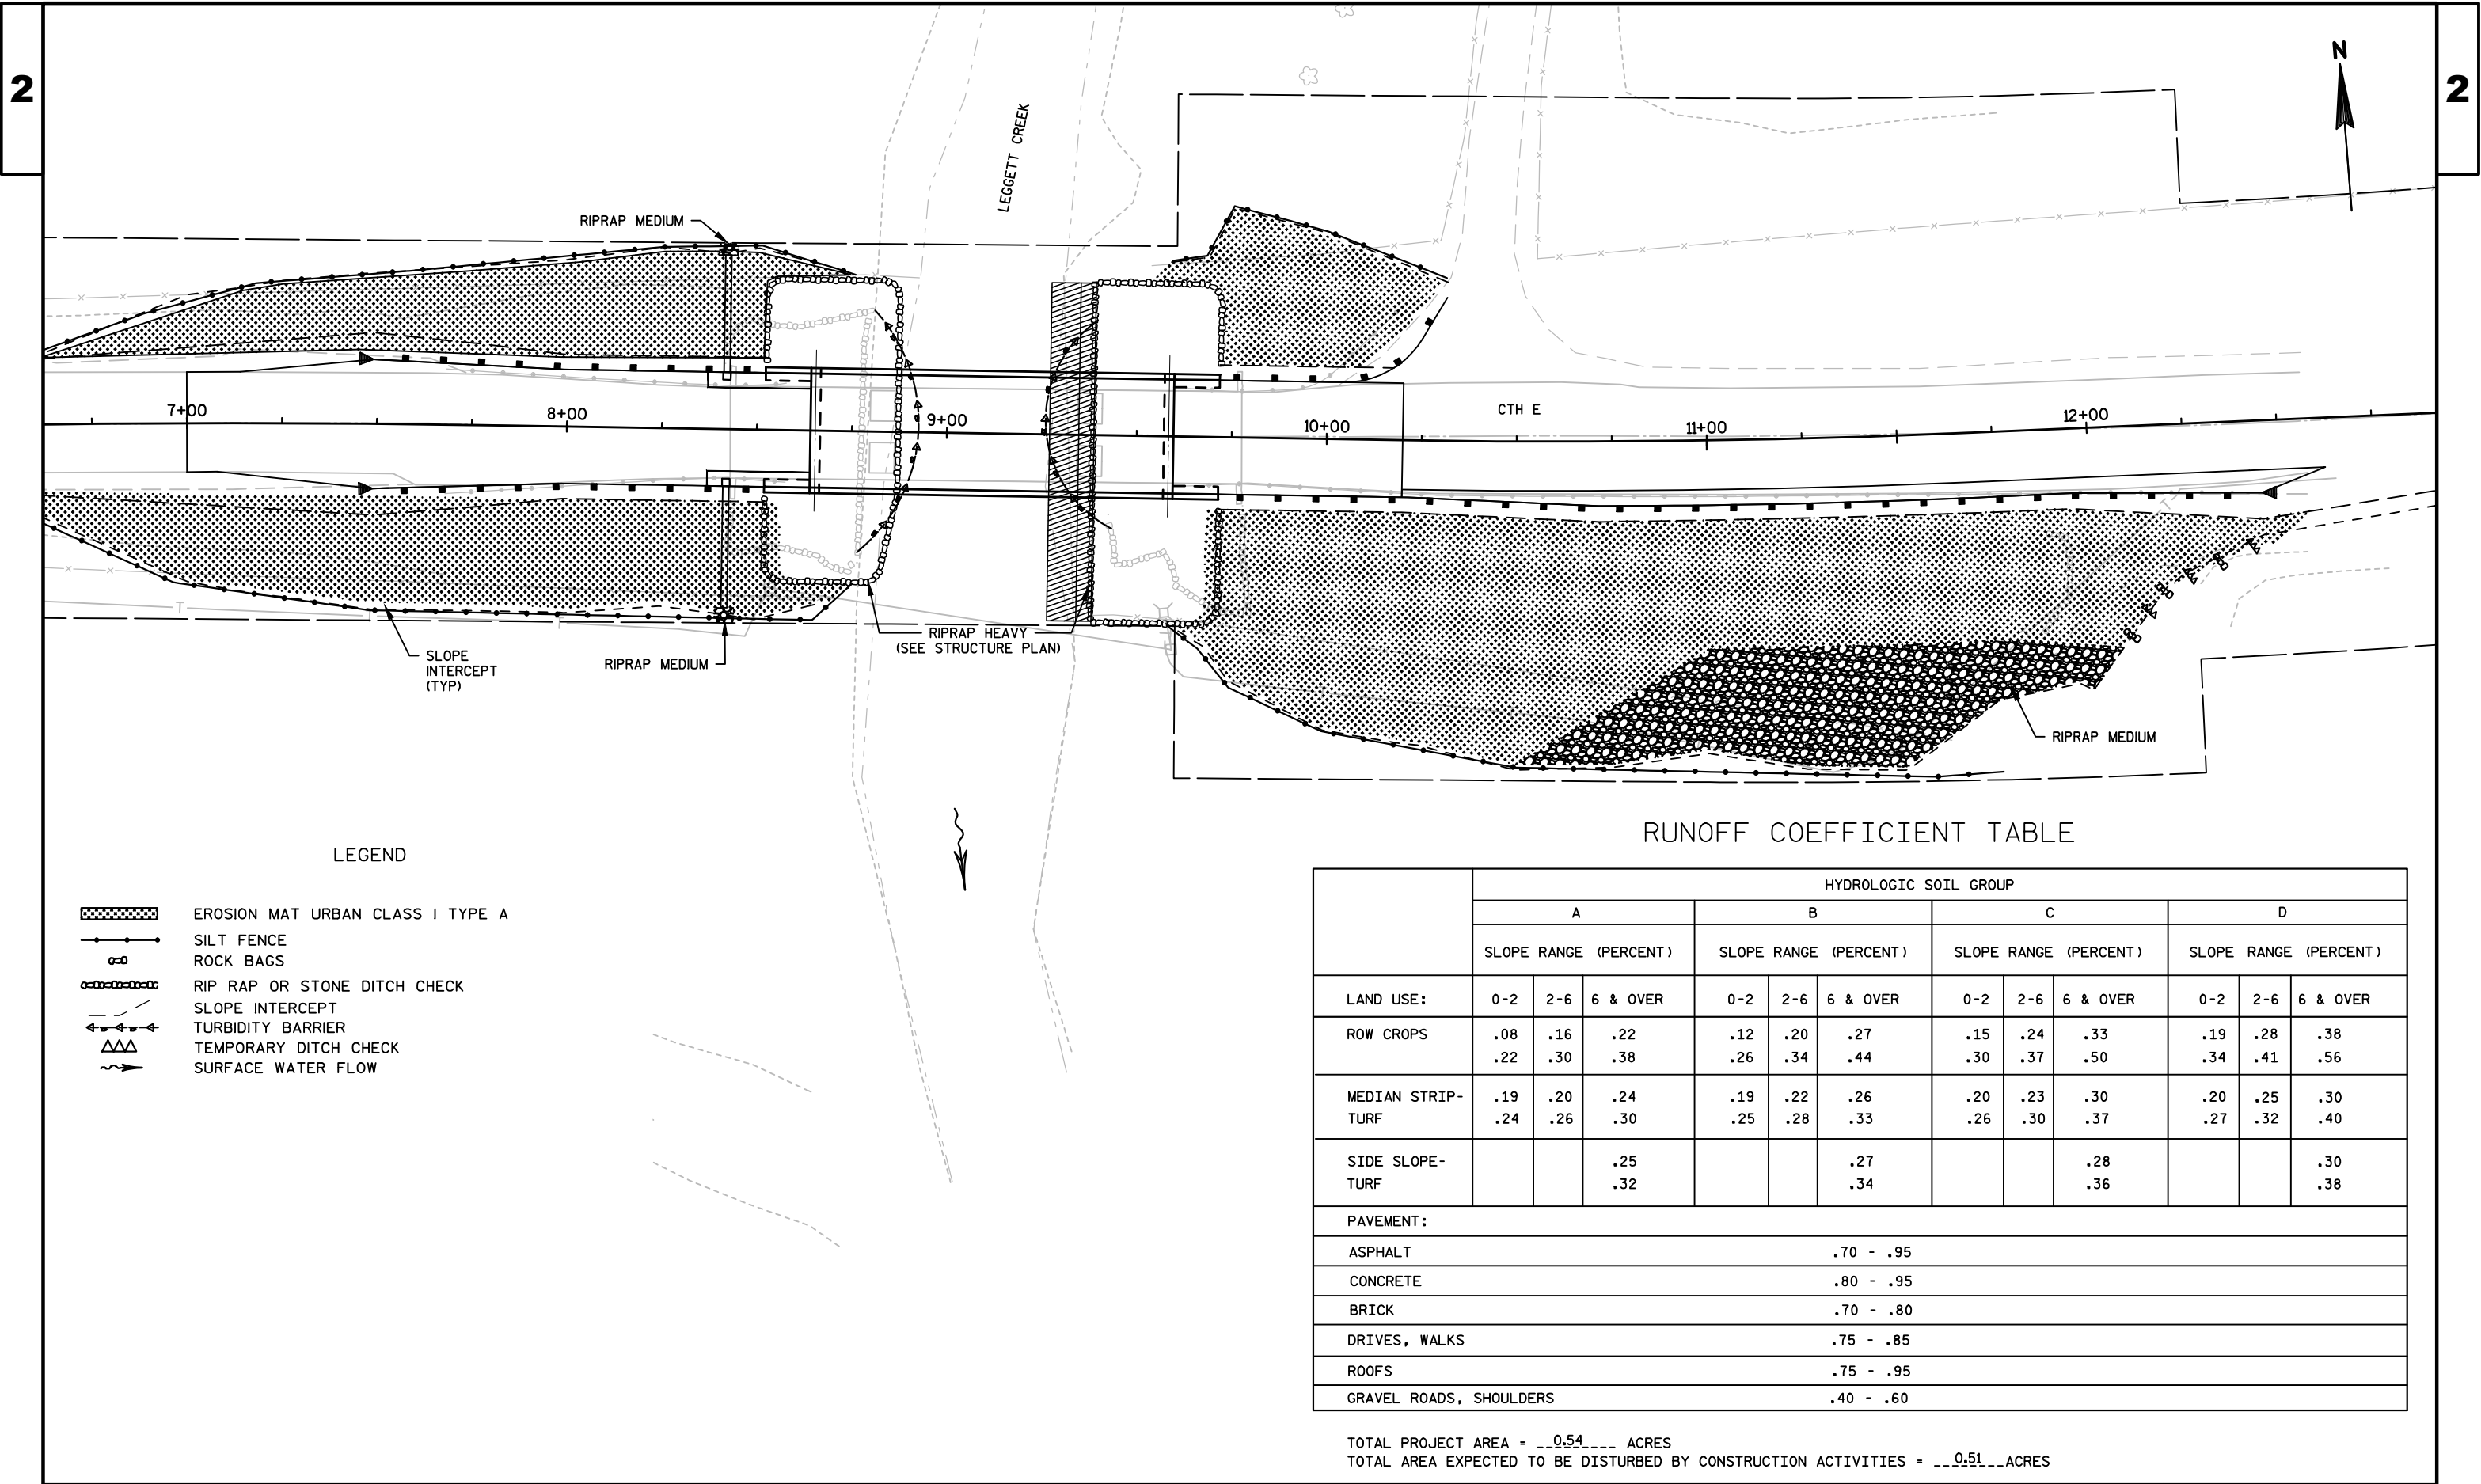 2
2
N
LEGGETT CREEK
RIPRAP MEDIUM
7+00
8+00
9+00
10+00
CTH E
11+00
12+00
T
T
T
T
SLOPE
INTERCEPT
(TYP)
RIPRAP MEDIUM
RIPRAP HEAVY
(SEE STRUCTURE PLAN)
RIPRAP MEDIUM
LEGEND
EROSION MAT URBAN CLASS I TYPE A
SILT FENCE
ROCK BAGS
RIP RAP OR STONE DITCH CHECK
SLOPE INTERCEPT
TURBIDITY BARRIER
TEMPORARY DITCH CHECK
SURFACE WATER FLOW
RUNOFF COEFFICIENT TABLE
HYDROLOGIC SOIL GROUP
A B C D
SLOPE RANGE (PERCENT) SLOPE RANGE (PERCENT) SLOPE RANGE (PERCENT) SLOPE RANGE (PERCENT)
LAND USE: 0-2 2-6 6 & OVER 0-2 2-6 6 & OVER 0-2 2-6 6 & OVER 0-2 2-6 6 & OVER
ROW CROPS .08 .16 .22 .12 .20 .27 .15 .24 .33 .19 .28 .38
.22 .30 .38 .26 .34 .44 .30 .37 .50 .34 .41 .56
MEDIAN STRIP- .19 .20 .24 .19 .22 .26 .20 .23 .30 .20 .25 .30
TURF .24 .26 .30 .25 .28 .33 .26 .30 .37 .27 .32 .40
SIDE SLOPE- .25 .27 .28 .30
TURF .32 .34 .36 .38
PAVEMENT:
ASPHALT .70 - .95
CONCRETE .80 - .95
BRICK .70 - .80
DRIVES, WALKS .75 - .85
ROOFS .75 - .95
GRAVEL ROADS, SHOULDERS .40 - .60
TOTAL PROJECT AREA = 0.54 ACRES
TOTAL AREA EXPECTED TO BE DISTURBED BY CONSTRUCTION ACTIVITIES = 0.51 ACRES